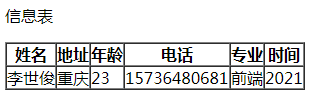 信息表
姓名 地址 年龄 电话 专业 时间
李世俊 重庆 23 15736480681 前端 2021